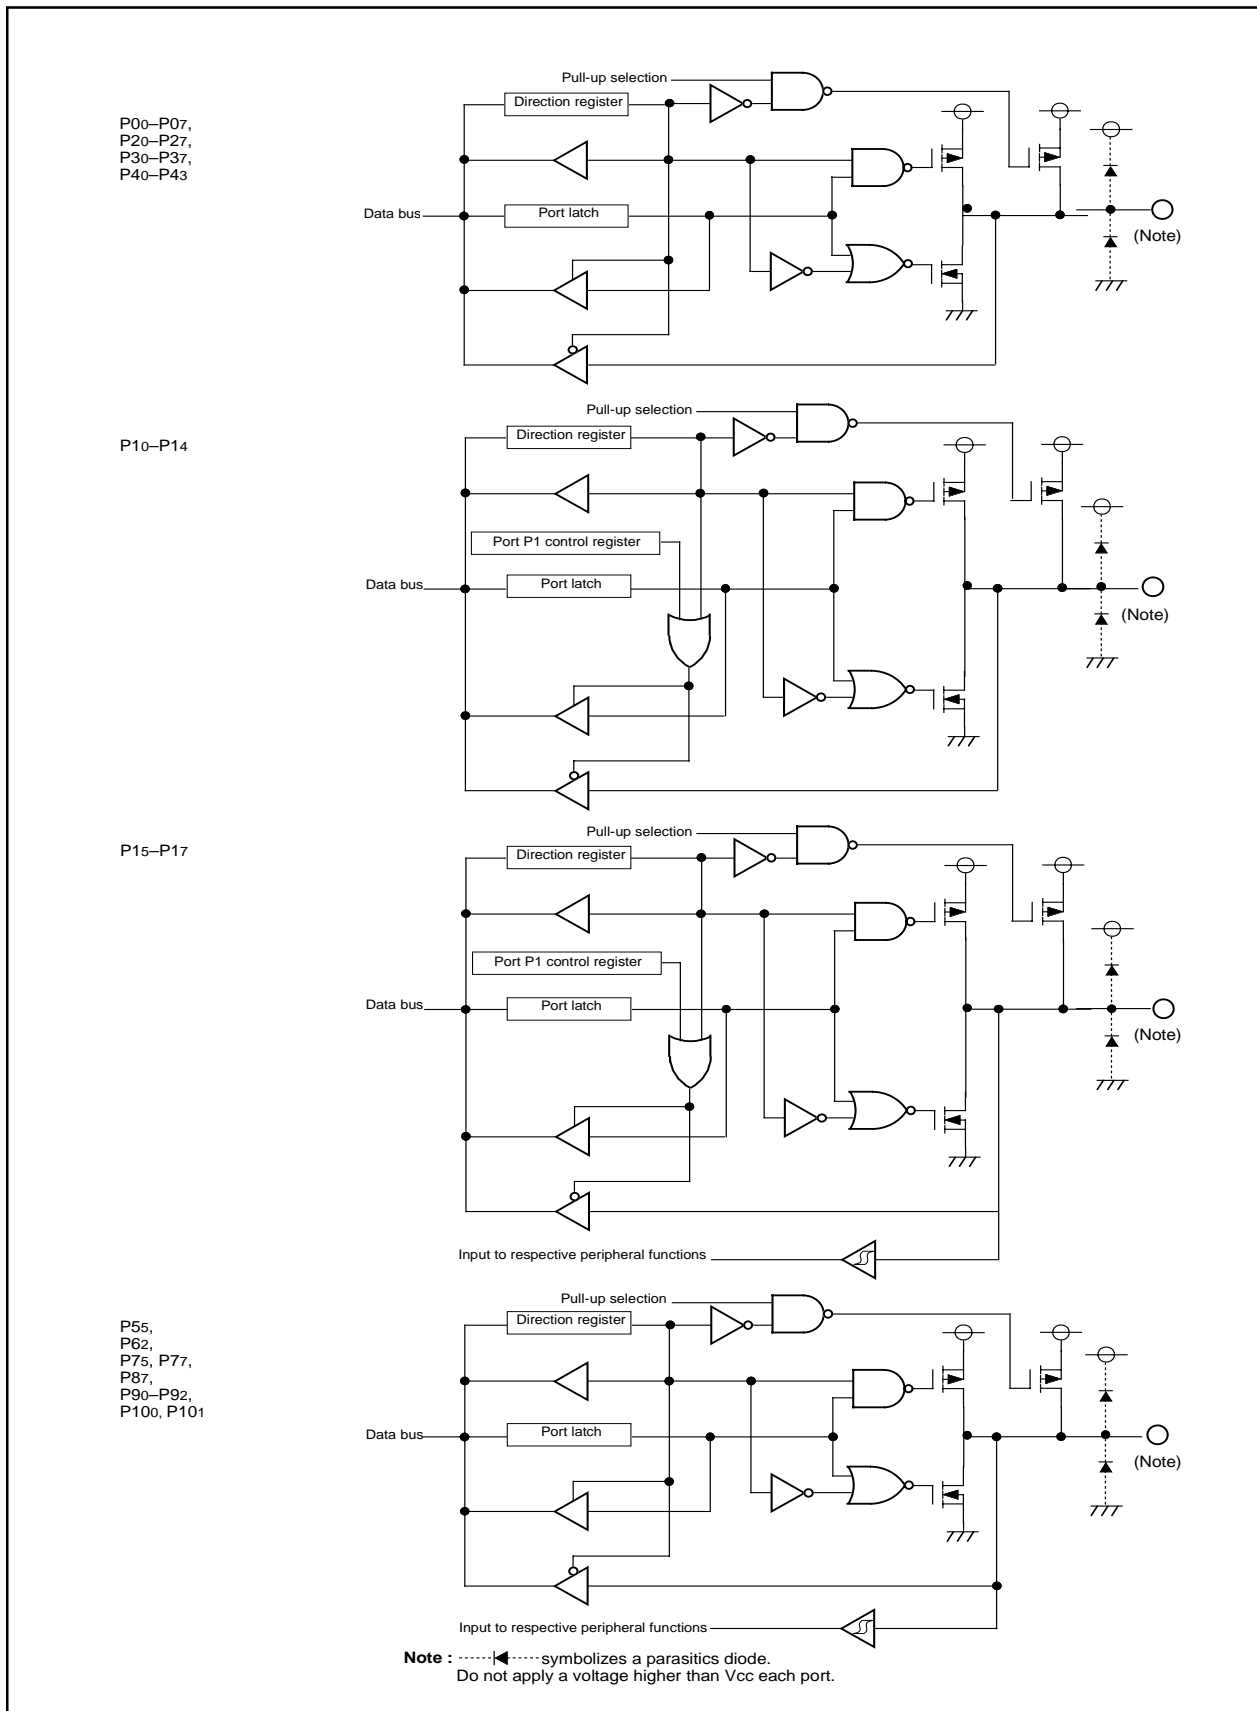 Pull-up selection
Direction register
P00–P07,
P20–P27,
P30–P37,
P40–P43
Data bus
Port latch
(Note)
Pull-up selection
Direction register
P10–P14
Port P1 control register
Data bus
Port latch
(Note)
Pull-up selection
Direction register
P15–P17
Port P1 control register
Data bus
Port latch
(Note)
Input to respective peripheral functions
Pull-up selection
Direction register
P55,
P62,
P75, P77,
P87,
P90–P92,
P100, P101
Data bus
Port latch
(Note)
Input to respective peripheral functions
Note : symbolizes a parasitics diode.
Do not apply a voltage higher than Vcc each port.